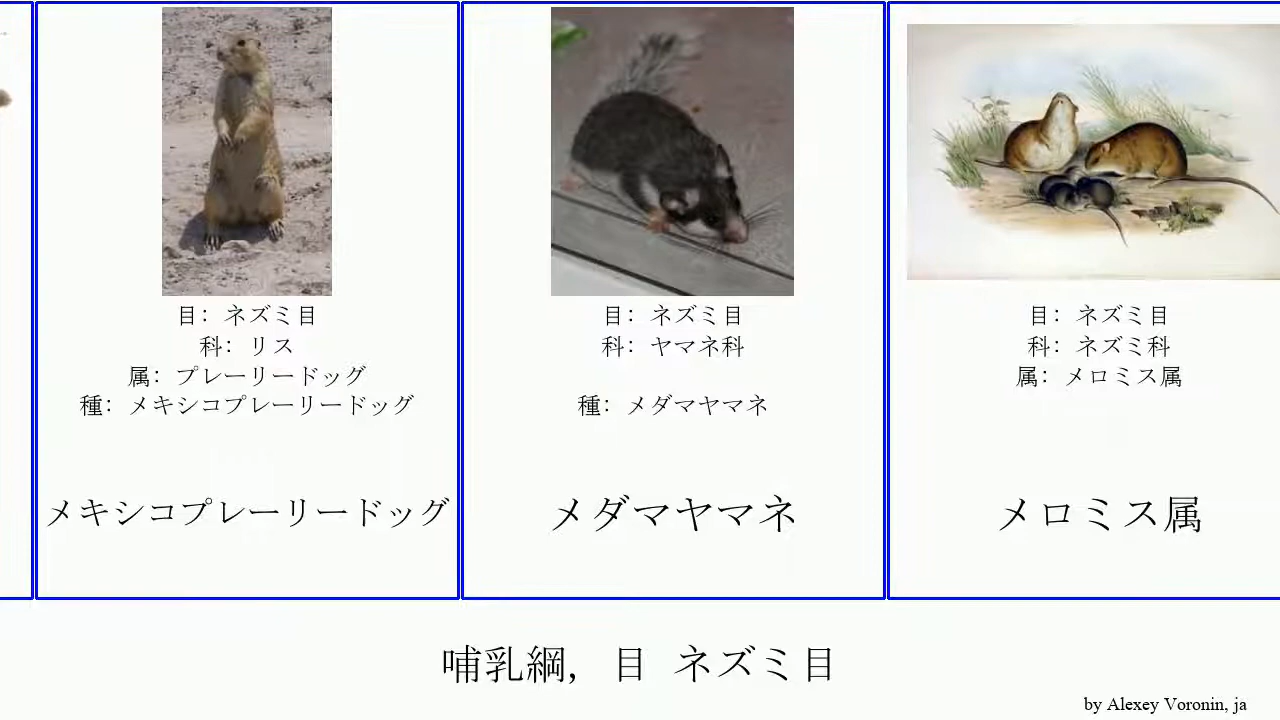 目: ネズミ目
科: リス
属: プレーリードッグ
種: メキシコプレーリードッグ
メキシコプレーリードッグ
目: ネズミ目
科: ヤマネ科
種: メダマヤマネ
メダマヤマネ
目: ネズミ目
科: ネズミ科
属: メロミス属
メロミス属
哺乳綱, 目 ネズミ目
by Alexey Voronin, ja